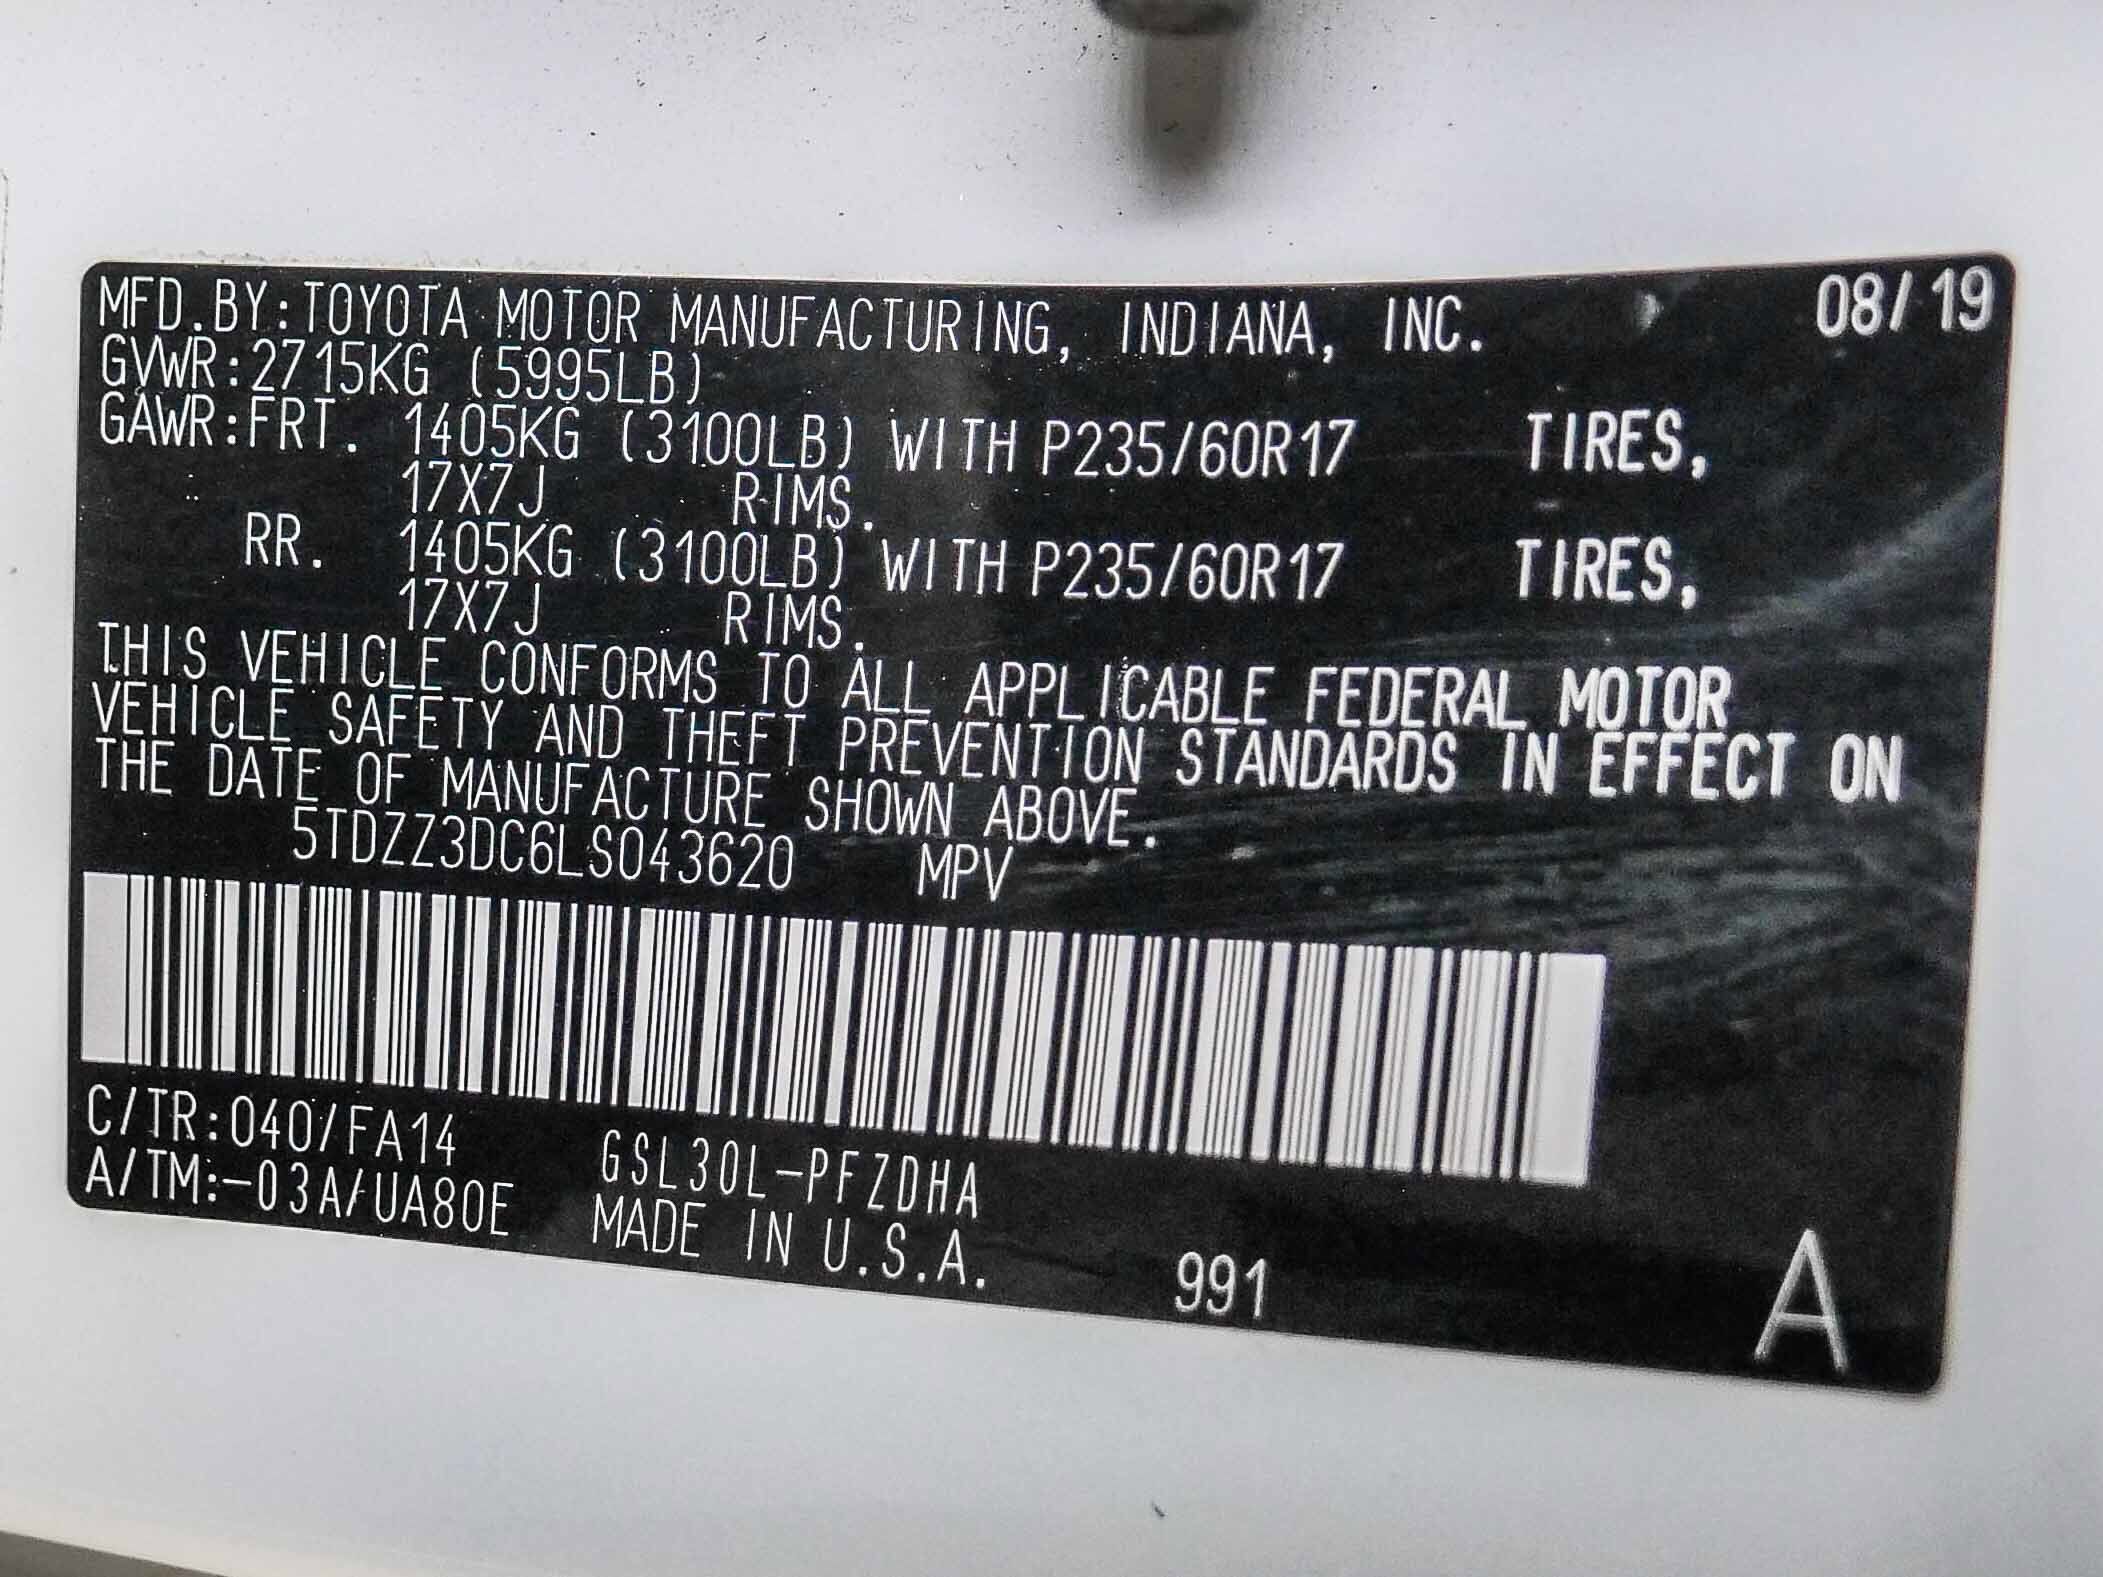 MFD.BY:TOYOTA MOTOR MANUFACTURING, INDIANA, INC. 08/19
GVWR:2715KG (5995LB)
GAWR:FRT. 1405KG (3100LB) WITH P235/60R17 TIRES,
17X7J RIMS.
RR. 1405KG (3100LB) WITH P235/60R17 TIRES,
17X7J RIMS.
THIS VEHICLE CONFORMS TO ALL APPLICABLE FEDERAL MOTOR
VEHICLE SAFETY AND THEFT PREVENTION STANDARDS IN EFFECT ON
THE DATE OF MANUFACTURE SHOWN ABOVE.
5TDZZ3DC6LS043620 MPV
C/TR:040/FA14 GSL30L-PFZDHA
A/TM:-03A/UA80E MADE IN U.S.A. 991 A